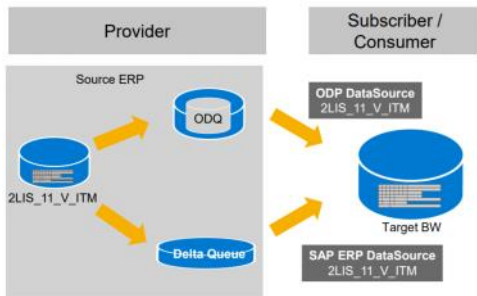 Provider
Subscriber /
Consumer
Source ERP
ODP DataSource
2LIS_11_V_ITM
ODQ
2LIS_11_V_ITM
Target BW
Delta Queue
SAP ERP DataSource
2LIS_11_V_ITM